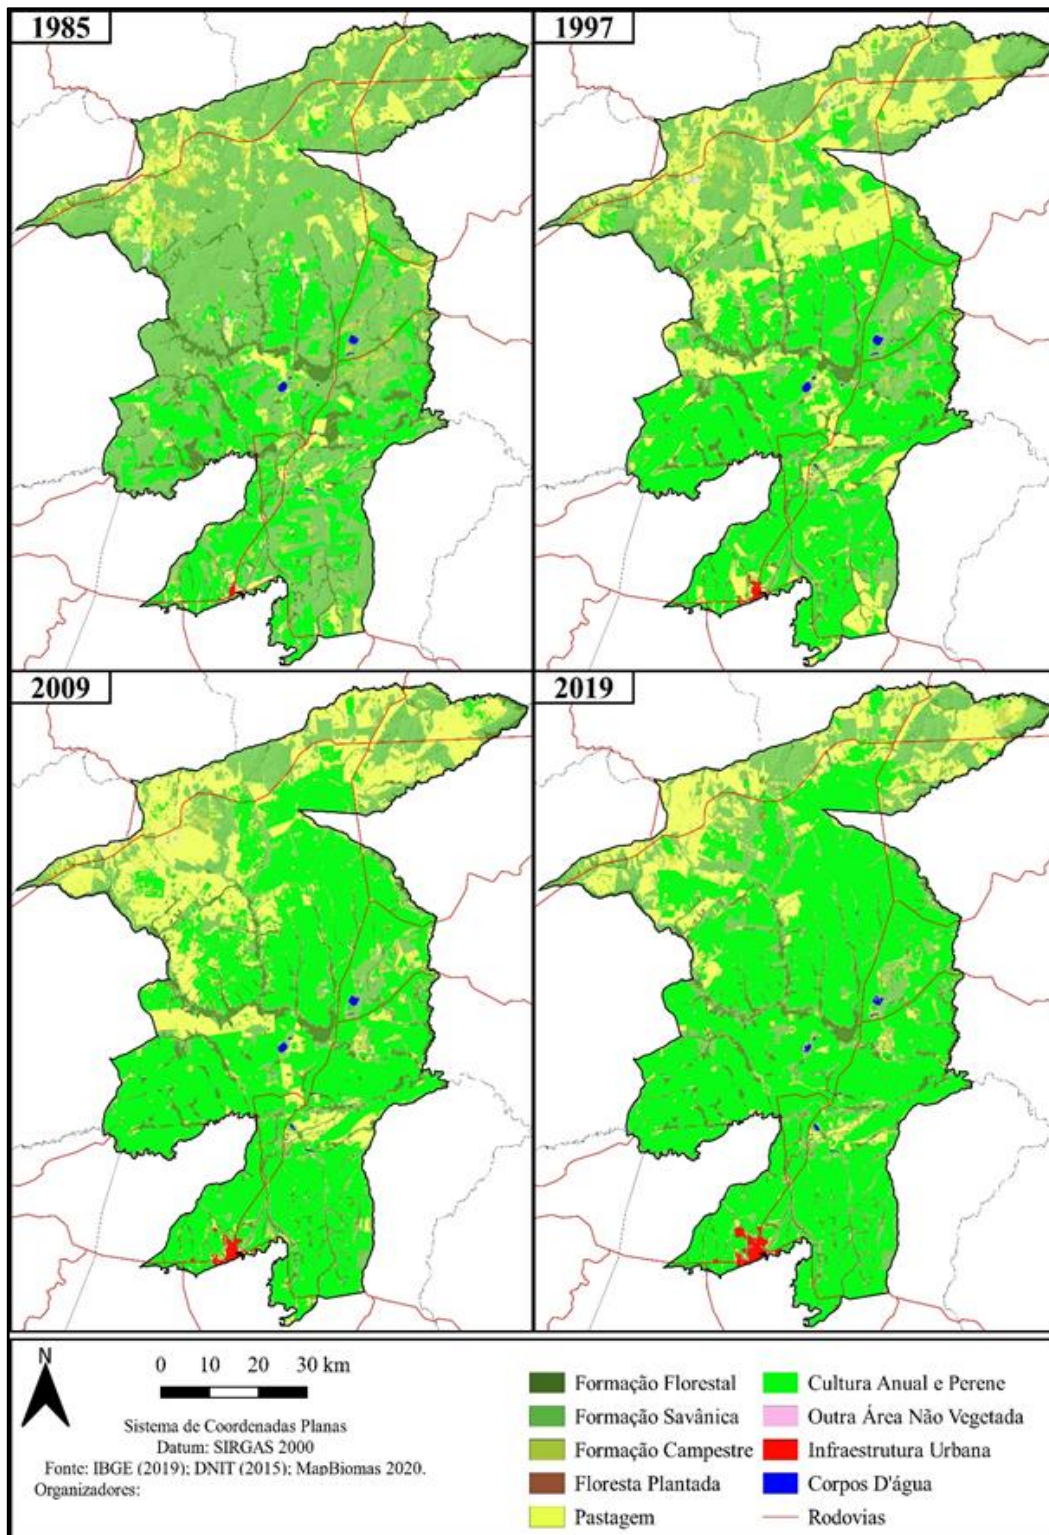 1985
1997
2009
2019
N
0 10 20 30 km
Sistema de Coordenadas Planas
Datum: SIRGAS 2000
Fonte: IBGE (2019); DNIT (2015); MapBiomas 2020.
Organizadores:
Formação Florestal
Formação Savânica
Formação Campestre
Floresta Plantada
Pastagem
Cultura Anual e Perene
Outra Área Não Vegetada
Infraestrutura Urbana
Corpos D'água
Rodovias